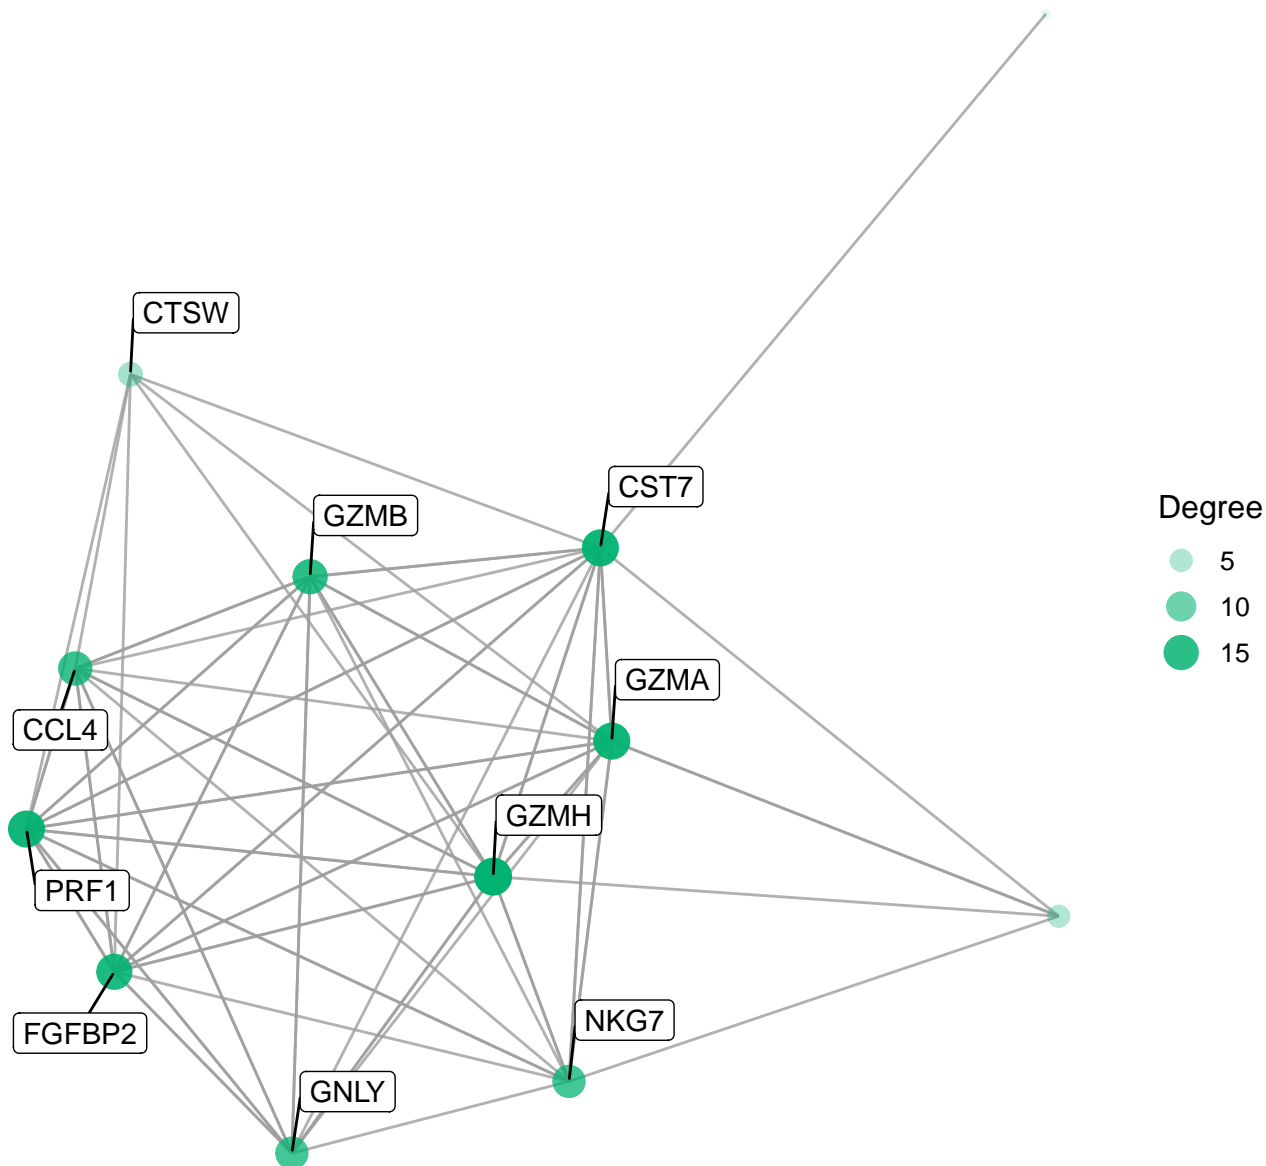 CTSW
CST7
GZMB
Degree
5
10
15
GZMA
CCL4
GZMH
PRF1
NKG7
FGFBP2
GNLY